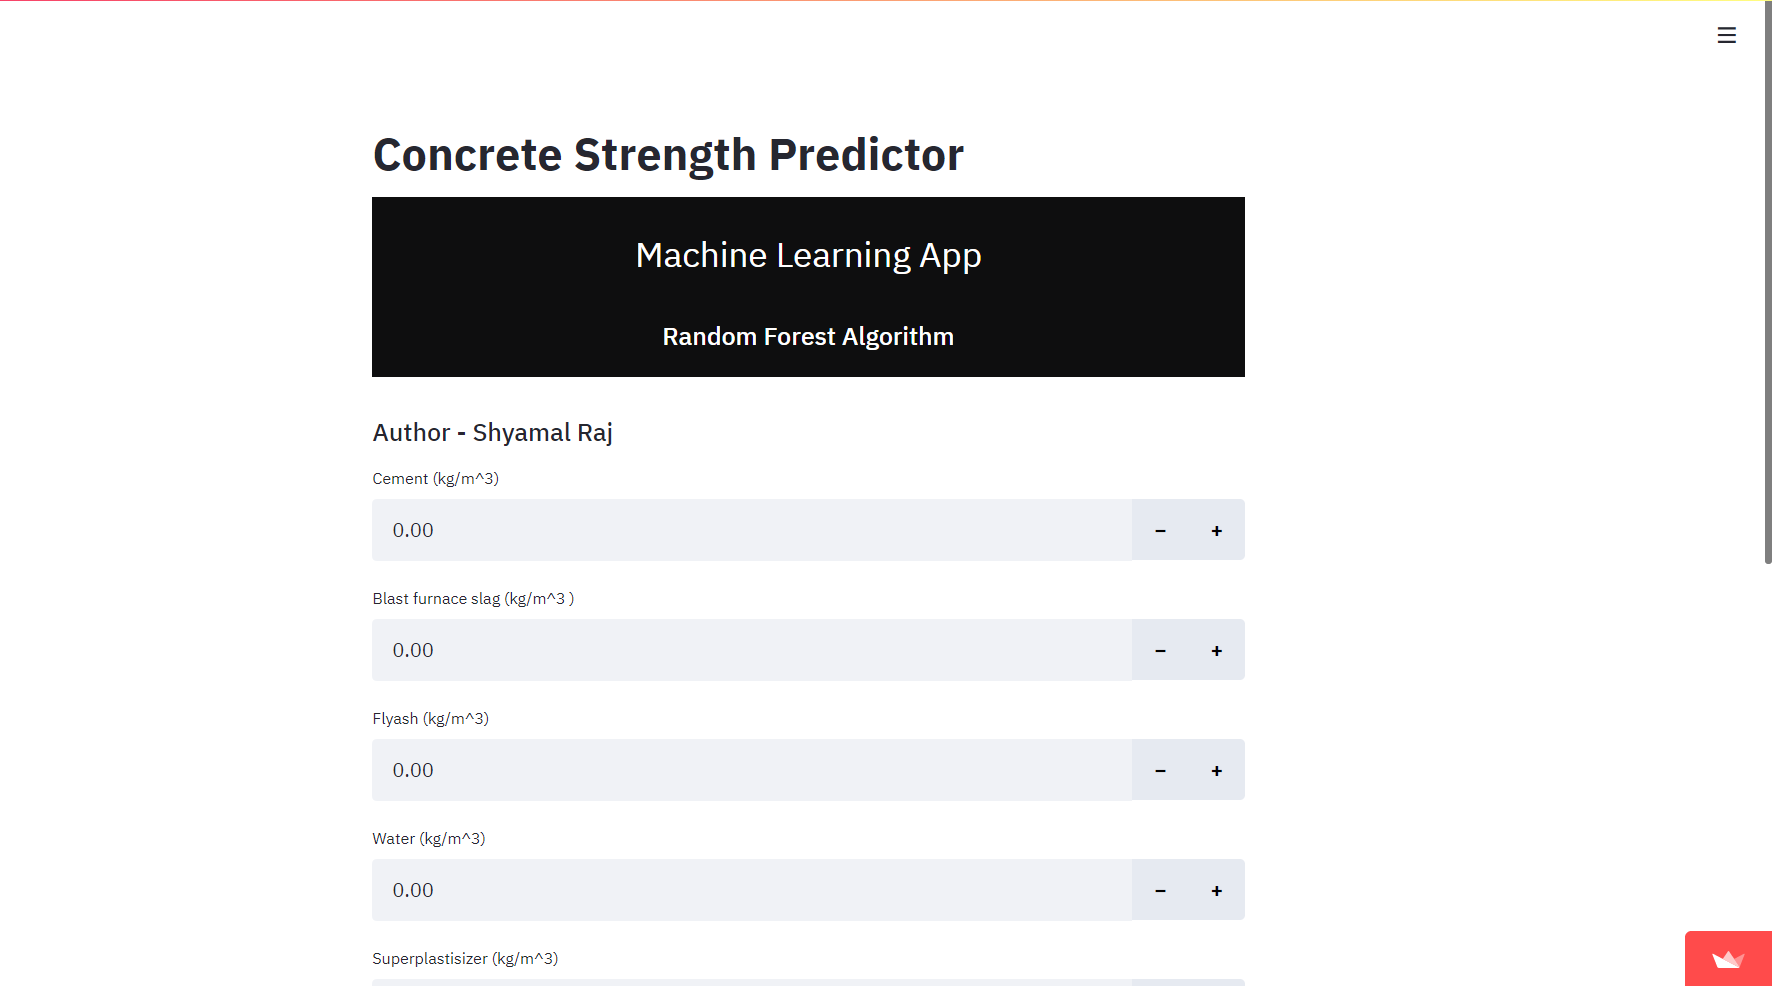 Concrete Strength Predictor
Machine Learning App
Random Forest Algorithm
Author - Shyamal Raj
Cement (kg/m^3)
0.00
Blast furnace slag (kg/m^3 )
0.00
Flyash (kg/m^3)
0.00
Water (kg/m^3)
0.00
Superplastisizer (kg/m^3)